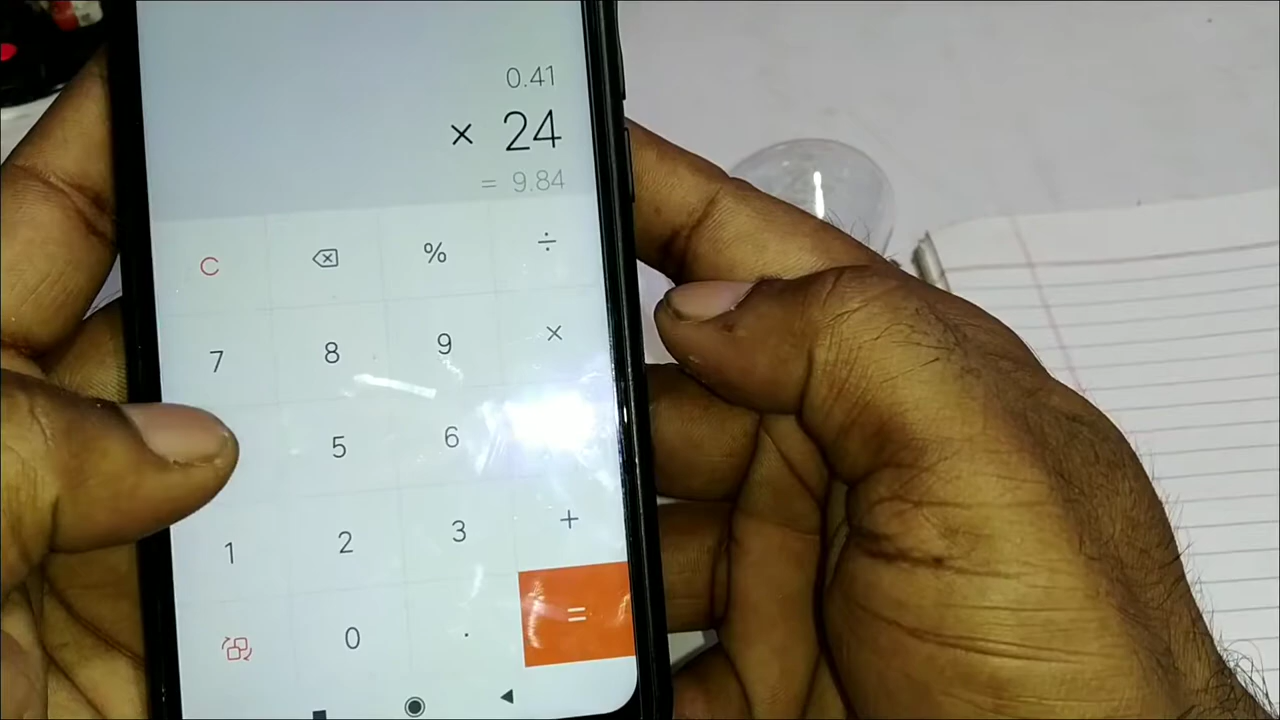 0.41
× 24
= 9.84
C % ÷
7 8 9 ×
5 6
1 2 3 +
0 . =